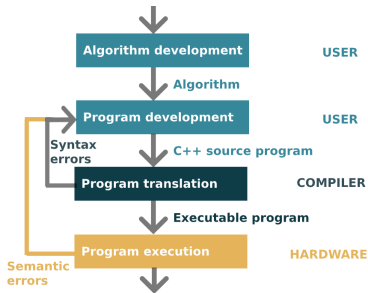 Algorithm development
USER
Algorithm
Program development
USER
Syntax
errors
C++ source program
Program translation
COMPILER
Executable program
Program execution
HARDWARE
Semantic
errors